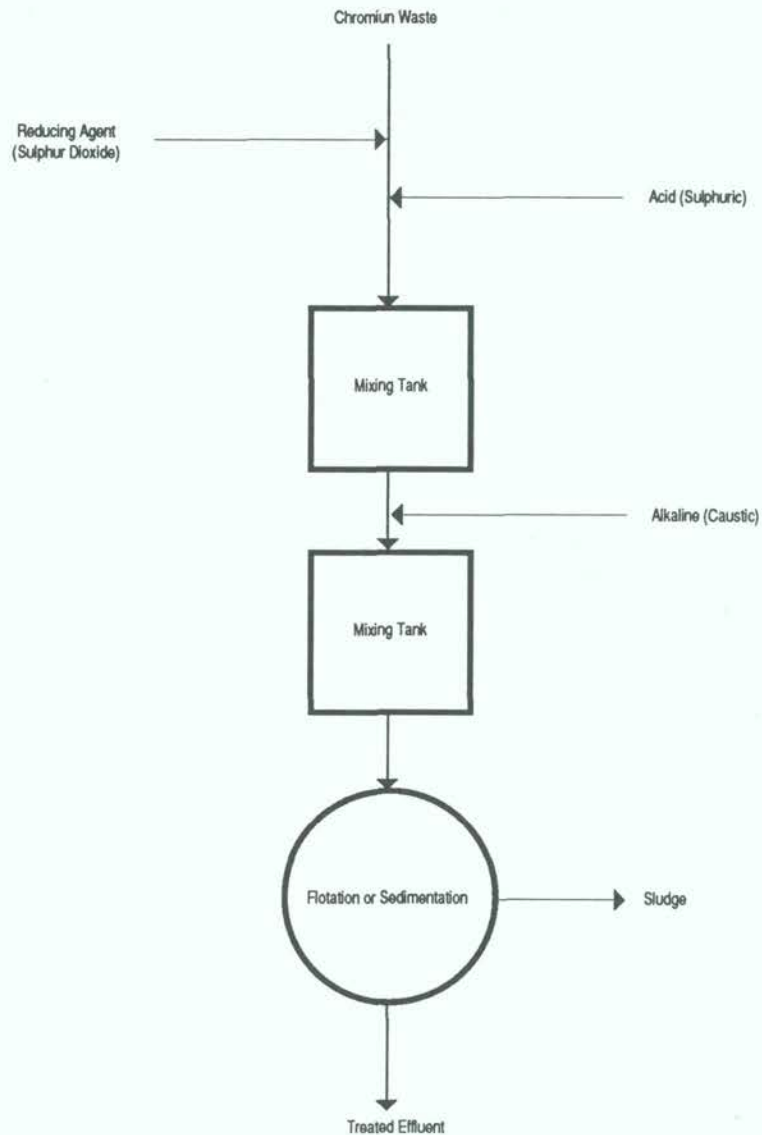 Chromiun Waste
Reducing Agent
(Sulphur Dioxide)
Acid (Sulphuric)
Mixing Tank
Alkaline (Caustic)
Mixing Tank
Flotation or Sedimentation
Sludge
Treated Effluent